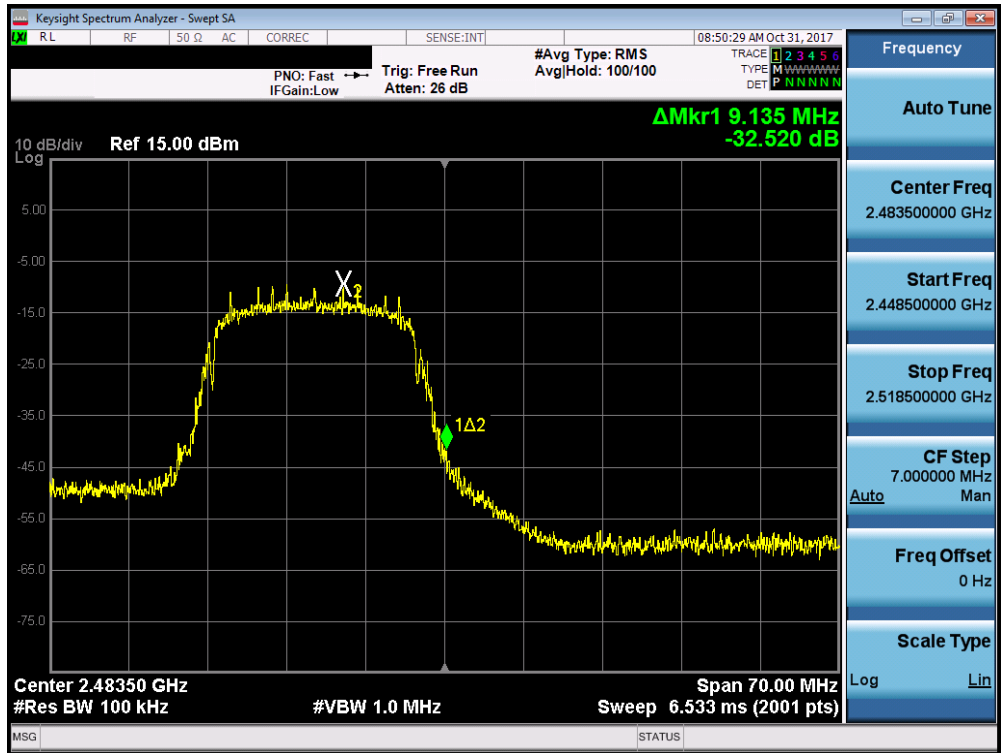 Keysight Spectrum Analyzer - Swept SA
LXI RL RF 50 Ω AC CORREC SENSE:INT 08:50:29 AM Oct 31, 2017
PNO: Fast
IFGain:Low
Trig: Free Run
Atten: 26 dB
#Avg Type: RMS
Avg|Hold: 100/100
TRACE 1 2 3 4 5 6
TYPE M W W W W W
DET P N N N N N
ΔMkr1 9.135 MHz
-32.520 dB
10 dB/div Ref 15.00 dBm
Log
5.00
-5.00
-15.0
-25.0
-35.0
-45.0
-55.0
-65.0
-75.0
X2
1Δ2
Center 2.48350 GHz Span 70.00 MHz
#Res BW 100 kHz #VBW 1.0 MHz Sweep 6.533 ms (2001 pts)
MSG STATUS
Frequency
Auto Tune
Center Freq
2.483500000 GHz
Start Freq
2.448500000 GHz
Stop Freq
2.518500000 GHz
CF Step
7.000000 MHz
Auto Man
Freq Offset
0 Hz
Scale Type
Log Lin